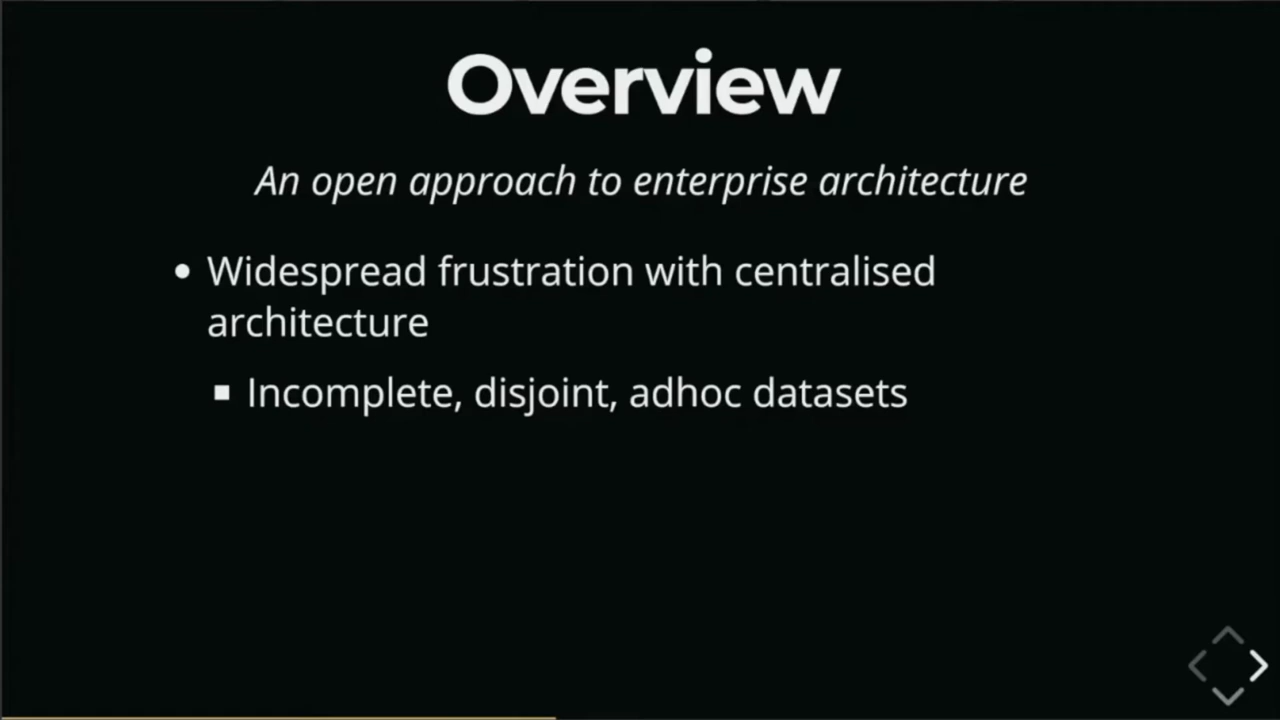 Overview
An open approach to enterprise architecture
Widespread frustration with centralised
architecture
Incomplete, disjoint, adhoc datasets